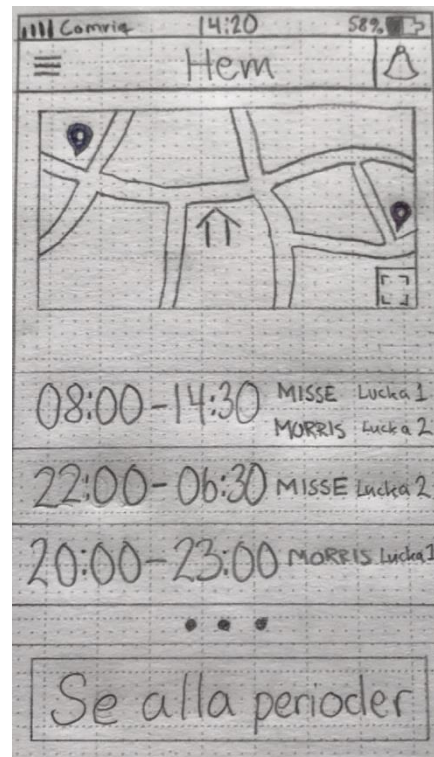 Comviq 14:20 58%
Hem
08:00-14:30 MISSE Lucka 1
MORRIS Lucka 2
22:00-06:30 MISSE Lucka 2
20:00-23:00 MORRIS Lucka 1
Se alla perioder